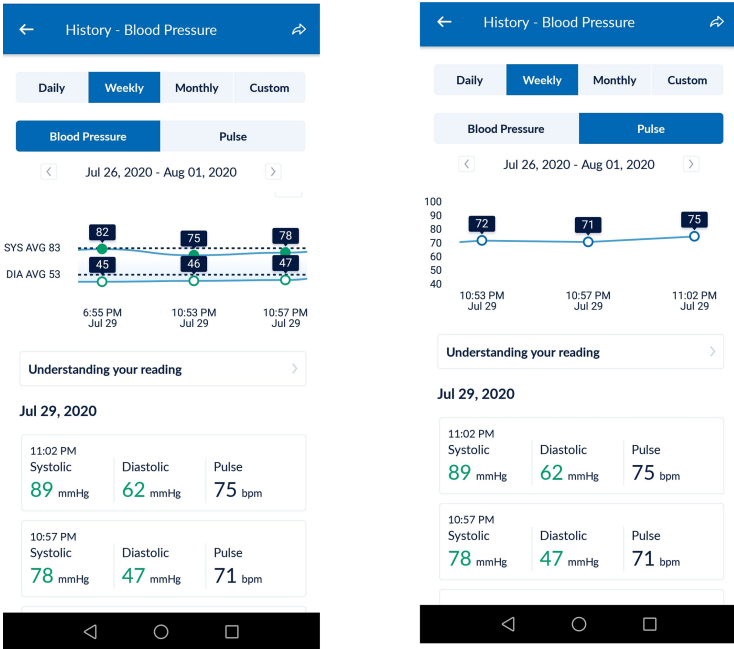 History - Blood Pressure
Daily Weekly Monthly Custom
Blood Pressure Pulse
Jul 26, 2020 - Aug 01, 2020
82 75 78
SYS AVG 83
45 46 47
DIA AVG 53
6:55 PM 10:53 PM 10:57 PM
Jul 29 Jul 29 Jul 29
Understanding your reading
Jul 29, 2020
11:02 PM
Systolic Diastolic Pulse
89 mmHg 62 mmHg 75 bpm
10:57 PM
Systolic Diastolic Pulse
78 mmHg 47 mmHg 71 bpm
History - Blood Pressure
Daily Weekly Monthly Custom
Blood Pressure Pulse
Jul 26, 2020 - Aug 01, 2020
100
90
80
70
60
50
40
72 71 75
10:53 PM 10:57 PM 11:02 PM
Jul 29 Jul 29 Jul 29
Understanding your reading
Jul 29, 2020
11:02 PM
Systolic Diastolic Pulse
89 mmHg 62 mmHg 75 bpm
10:57 PM
Systolic Diastolic Pulse
78 mmHg 47 mmHg 71 bpm